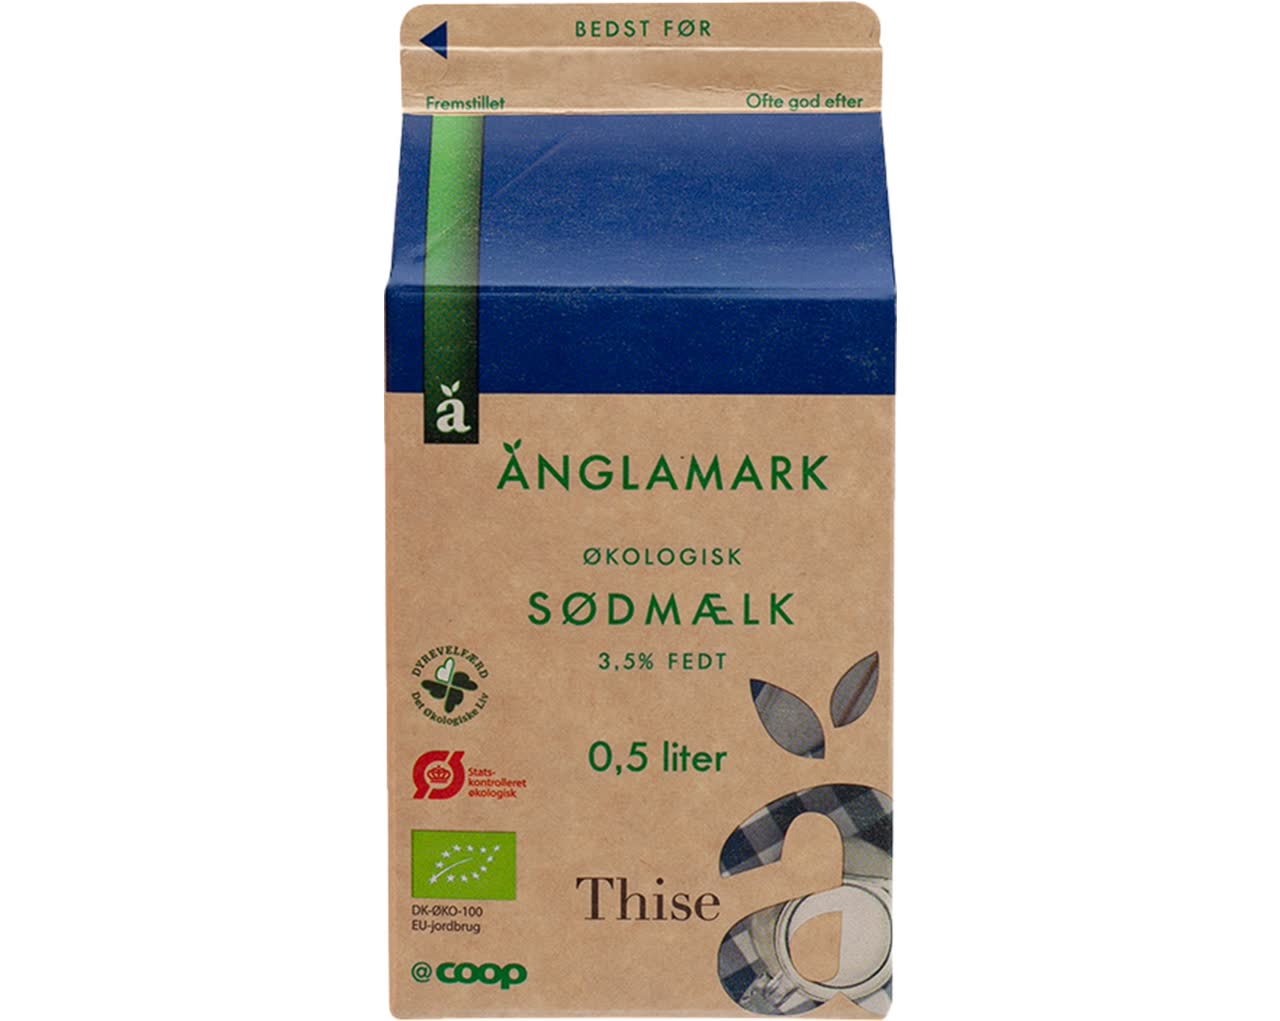 BEDST FØR
Fremstillet
Ofte god efter
å
ÄNGLAMARK
ØKOLOGISK
SØDMÆLK
3,5% FEDT
DYREVELFÆRD
Det Økologiske Liv
0,5 liter
Ø
Stats-
kontrolleret
økologisk
DK-ØKO-100
EU-jordbrug
Thise
@coop
a